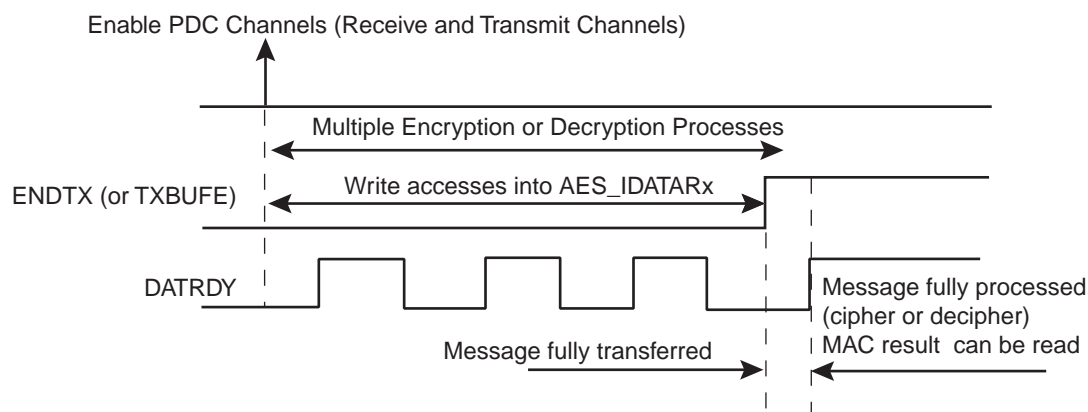 Enable PDC Channels (Receive and Transmit Channels)
Multiple Encryption or Decryption Processes
ENDTX (or TXBUFE)
Write accesses into AES_IDATARx
DATRDY
Message fully processed
(cipher or decipher)
MAC result can be read
Message fully transferred